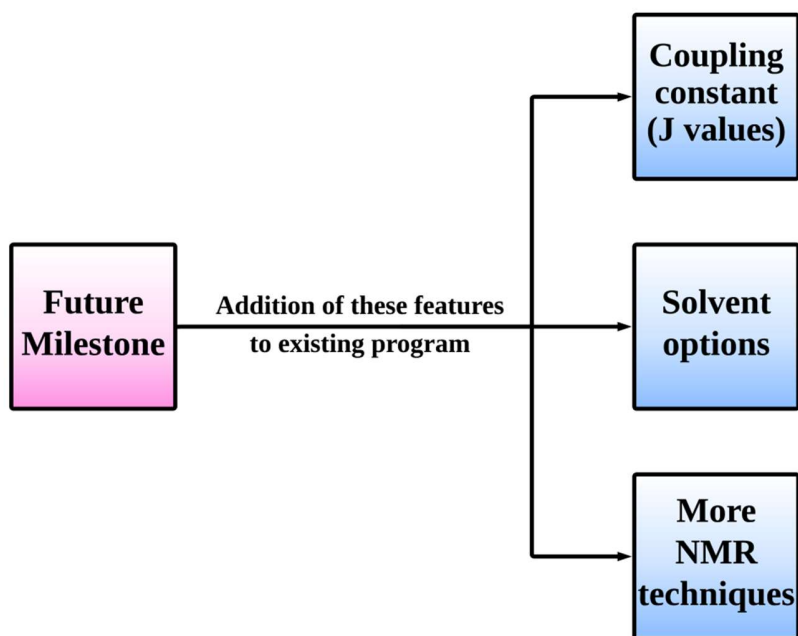 Future
Milestone
Addition of these features
to existing program
Coupling
constant
(J values)
Solvent
options
More
NMR
techniques